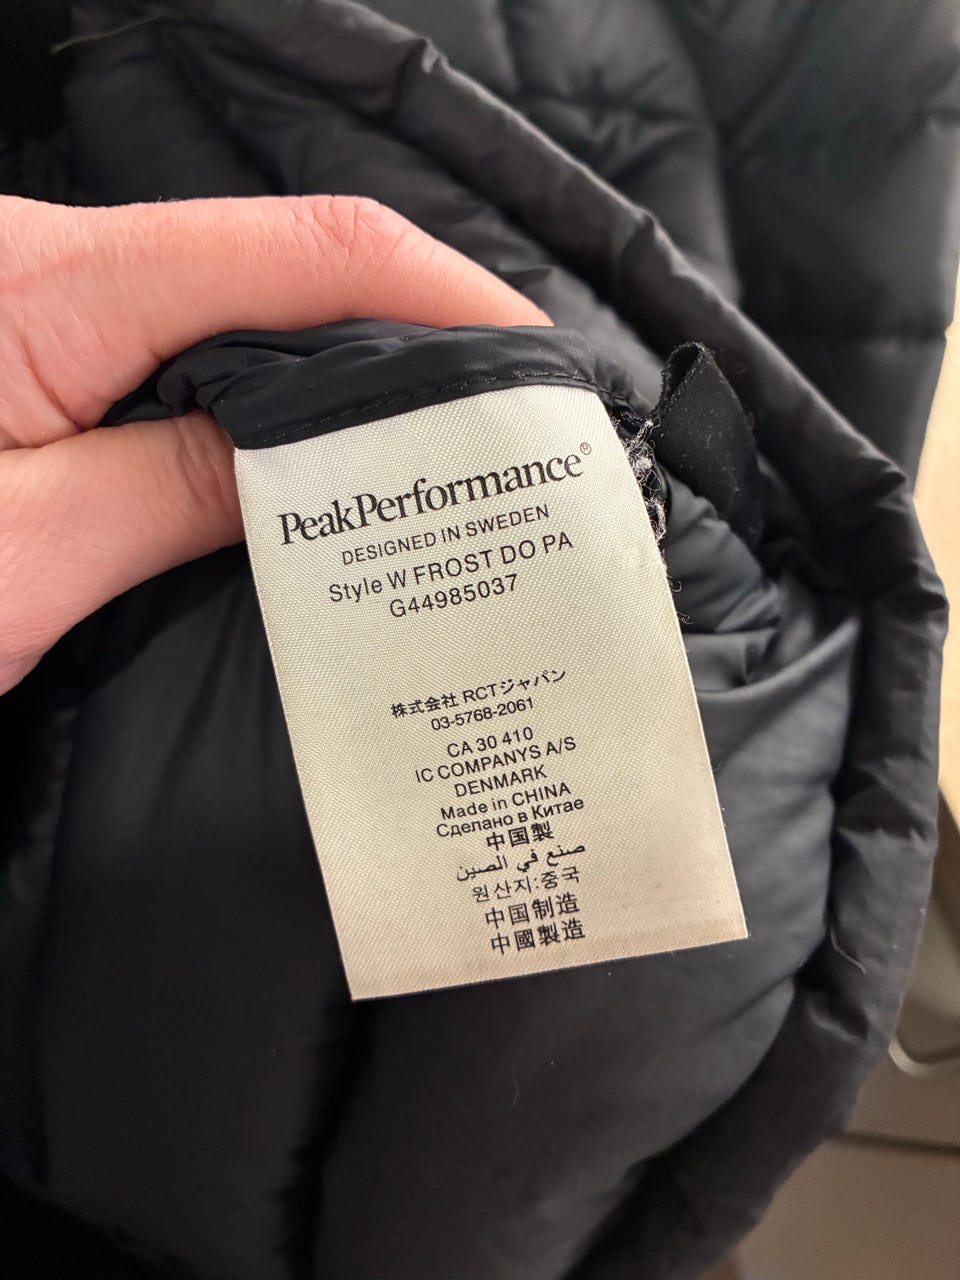 PeakPerformance®
DESIGNED IN SWEDEN
Style W FROST DO PA
G44985037
株式会社 RCTジャパン
03-5768-2061
CA 30 410
IC COMPANYS A/S
DENMARK
Made in CHINA
Сделано в Китае
中国製
صنع في الصين
원산지:중국
中国制造
中國製造